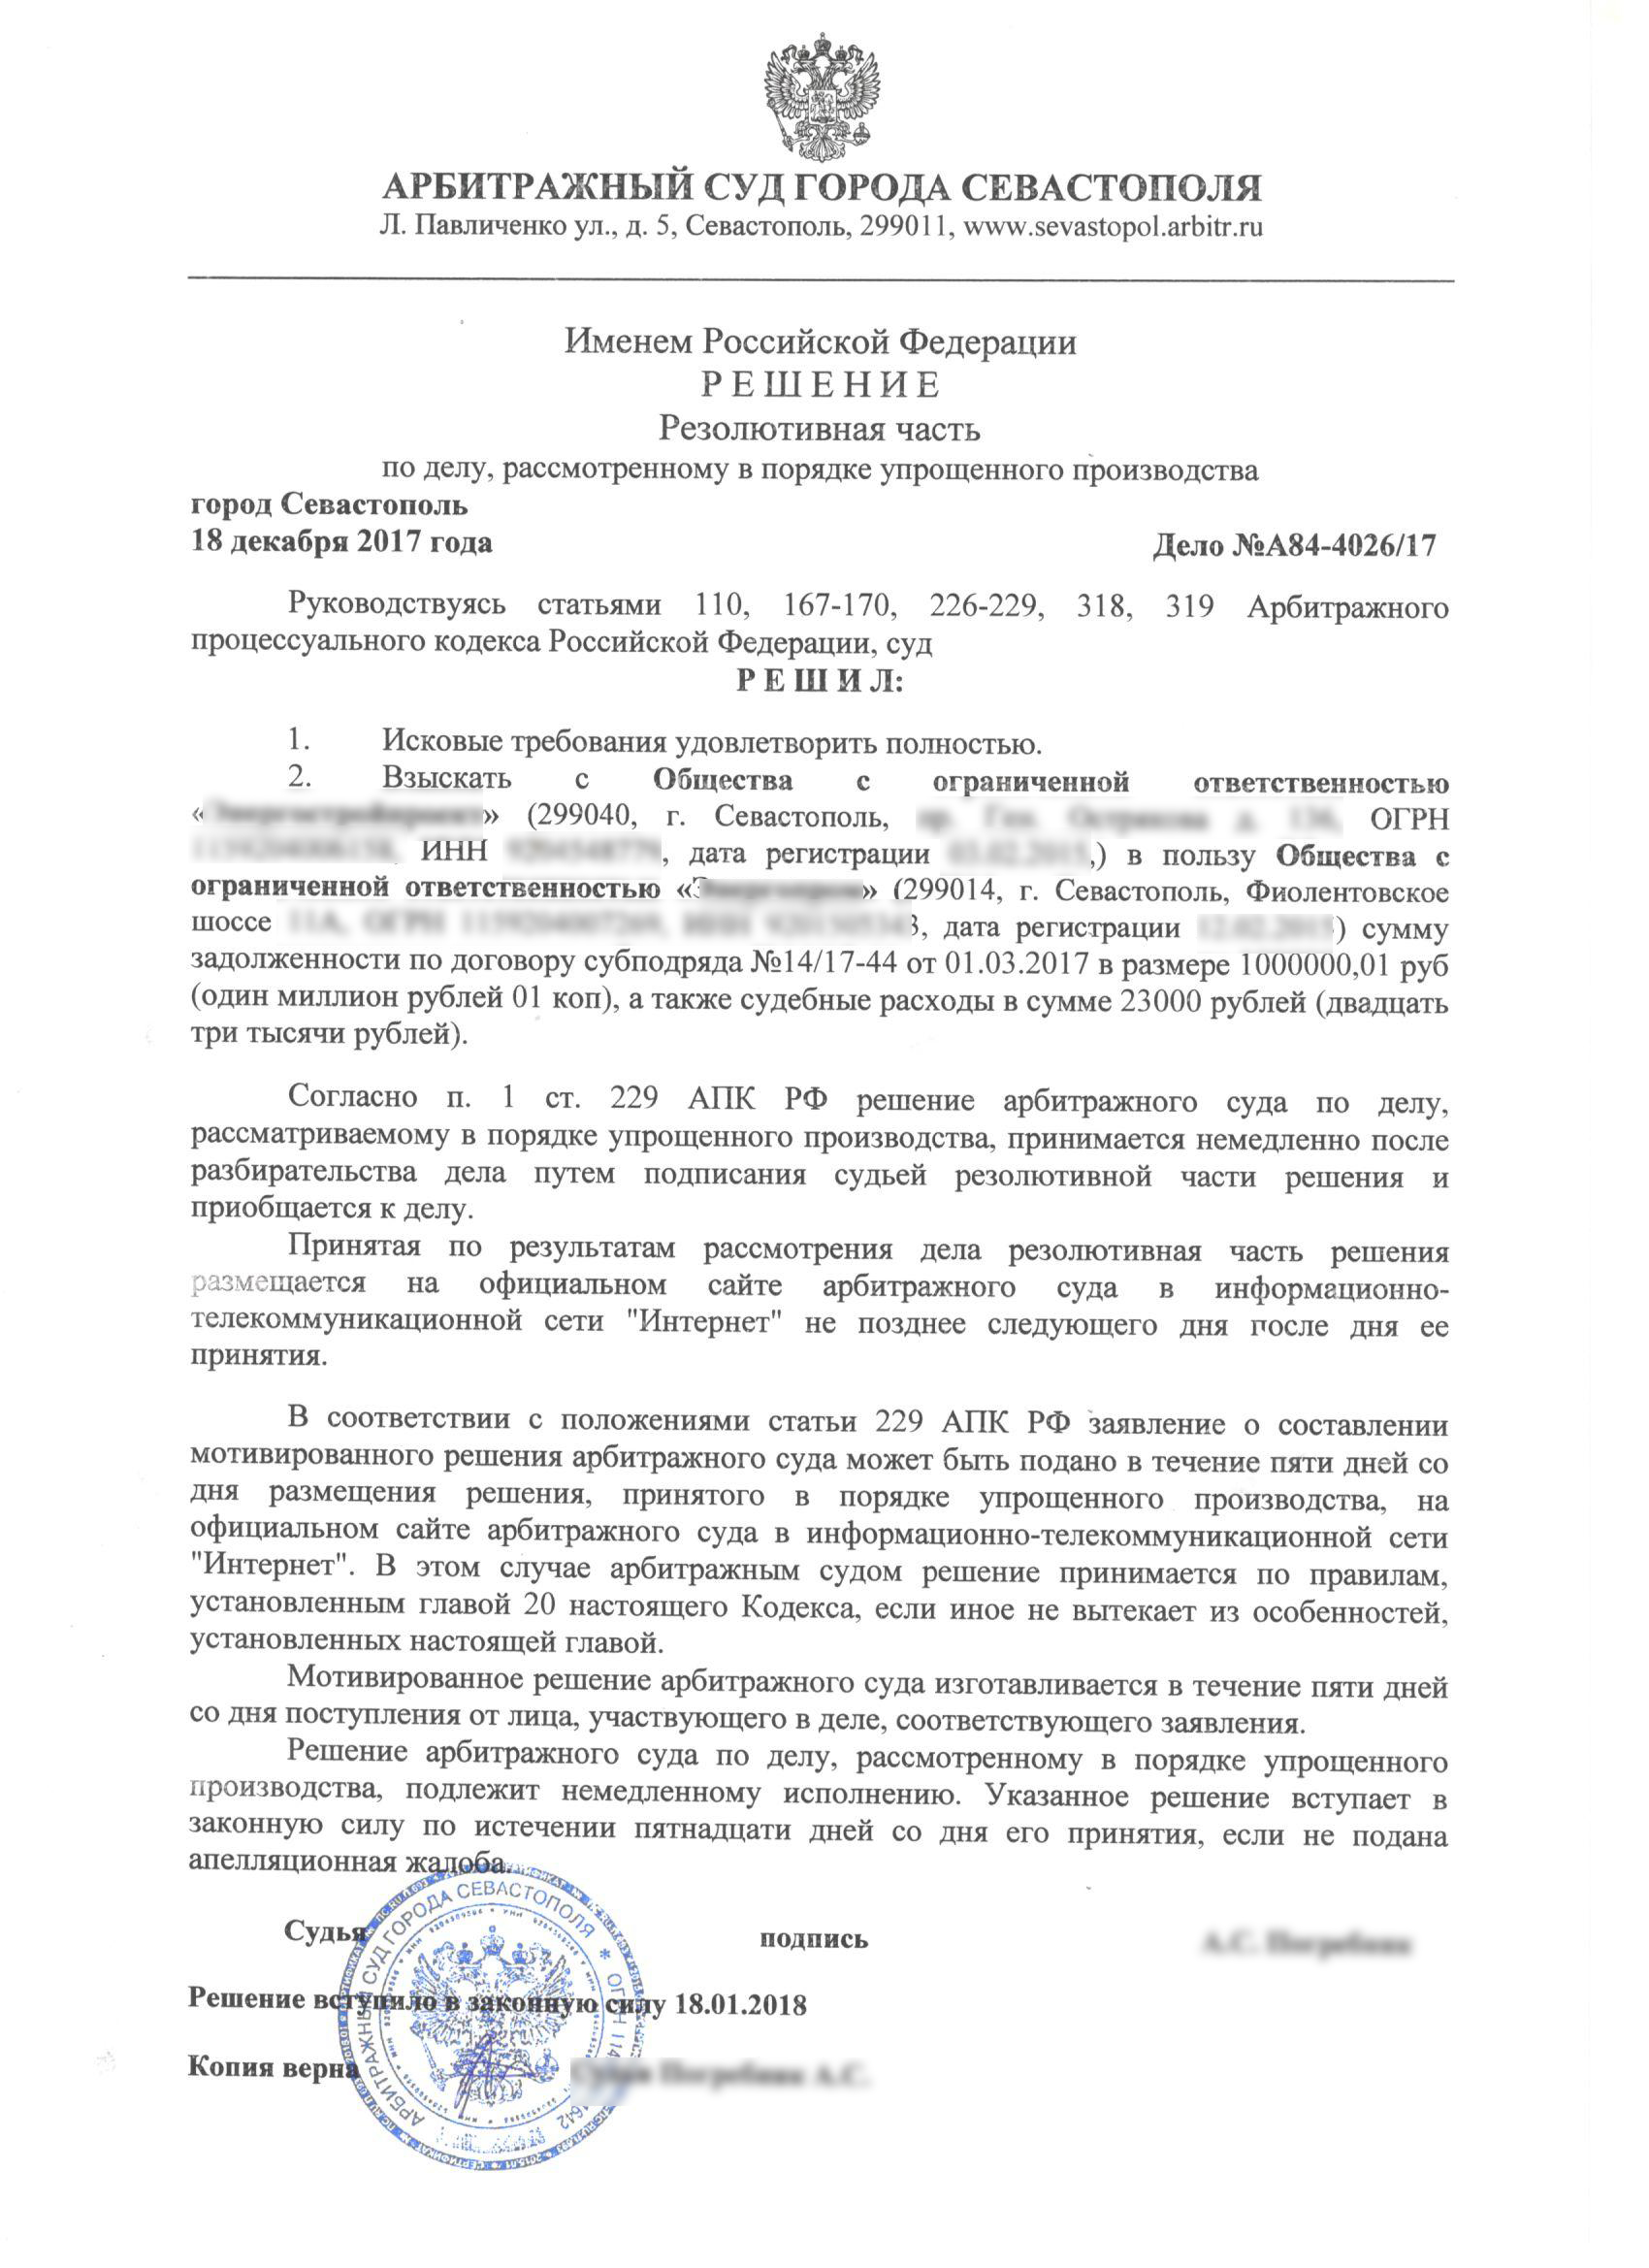 АРБИТРАЖНЫЙ СУД ГОРОДА СЕВАСТОПОЛЯ
Л. Павличенко ул., д. 5, Севастополь, 299011, www.sevastopol.arbitr.ru
Именем Российской Федерации
Р Е Ш Е Н И Е
Резолютивная часть
по делу, рассмотренному в порядке упрощенного производства
город Севастополь
18 декабря 2017 года Дело №А84-4026/17
Руководствуясь статьями 110, 167-170, 226-229, 318, 319 Арбитражного
процессуального кодекса Российской Федерации, суд
Р Е Ш И Л:
1. Исковые требования удовлетворить полностью.
2. Взыскать с Общества с ограниченной ответственностью
« » (299040, г. Севастополь, ОГРН
ИНН , дата регистрации ,) в пользу Общества с
ограниченной ответственностью « » (299014, г. Севастополь, Фиолентовское
шоссе , дата регистрации ) сумму
задолженности по договору субподряда №14/17-44 от 01.03.2017 в размере 1000000,01 руб
(один миллион рублей 01 коп), а также судебные расходы в сумме 23000 рублей (двадцать
три тысячи рублей).
Согласно п. 1 ст. 229 АПК РФ решение арбитражного суда по делу,
рассматриваемому в порядке упрощенного производства, принимается немедленно после
разбирательства дела путем подписания судьей резолютивной части решения и
приобщается к делу.
Принятая по результатам рассмотрения дела резолютивная часть решения
размещается на официальном сайте арбитражного суда в информационно-
телекоммуникационной сети "Интернет" не позднее следующего дня после дня ее
принятия.
В соответствии с положениями статьи 229 АПК РФ заявление о составлении
мотивированного решения арбитражного суда может быть подано в течение пяти дней со
дня размещения решения, принятого в порядке упрощенного производства, на
официальном сайте арбитражного суда в информационно-телекоммуникационной сети
"Интернет". В этом случае арбитражным судом решение принимается по правилам,
установленным главой 20 настоящего Кодекса, если иное не вытекает из особенностей,
установленных настоящей главой.
Мотивированное решение арбитражного суда изготавливается в течение пяти дней
со дня поступления от лица, участвующего в деле, соответствующего заявления.
Решение арбитражного суда по делу, рассмотренному в порядке упрощенного
производства, подлежит немедленному исполнению. Указанное решение вступает в
законную силу по истечении пятнадцати дней со дня его принятия, если не подана
апелляционная жалоба.
Судья подпись
Решение вступило в законную силу 18.01.2018
Копия верна
АРБИТРАЖНЫЙ СУД ГОРОДА СЕВАСТОПОЛЯ * ОГРН